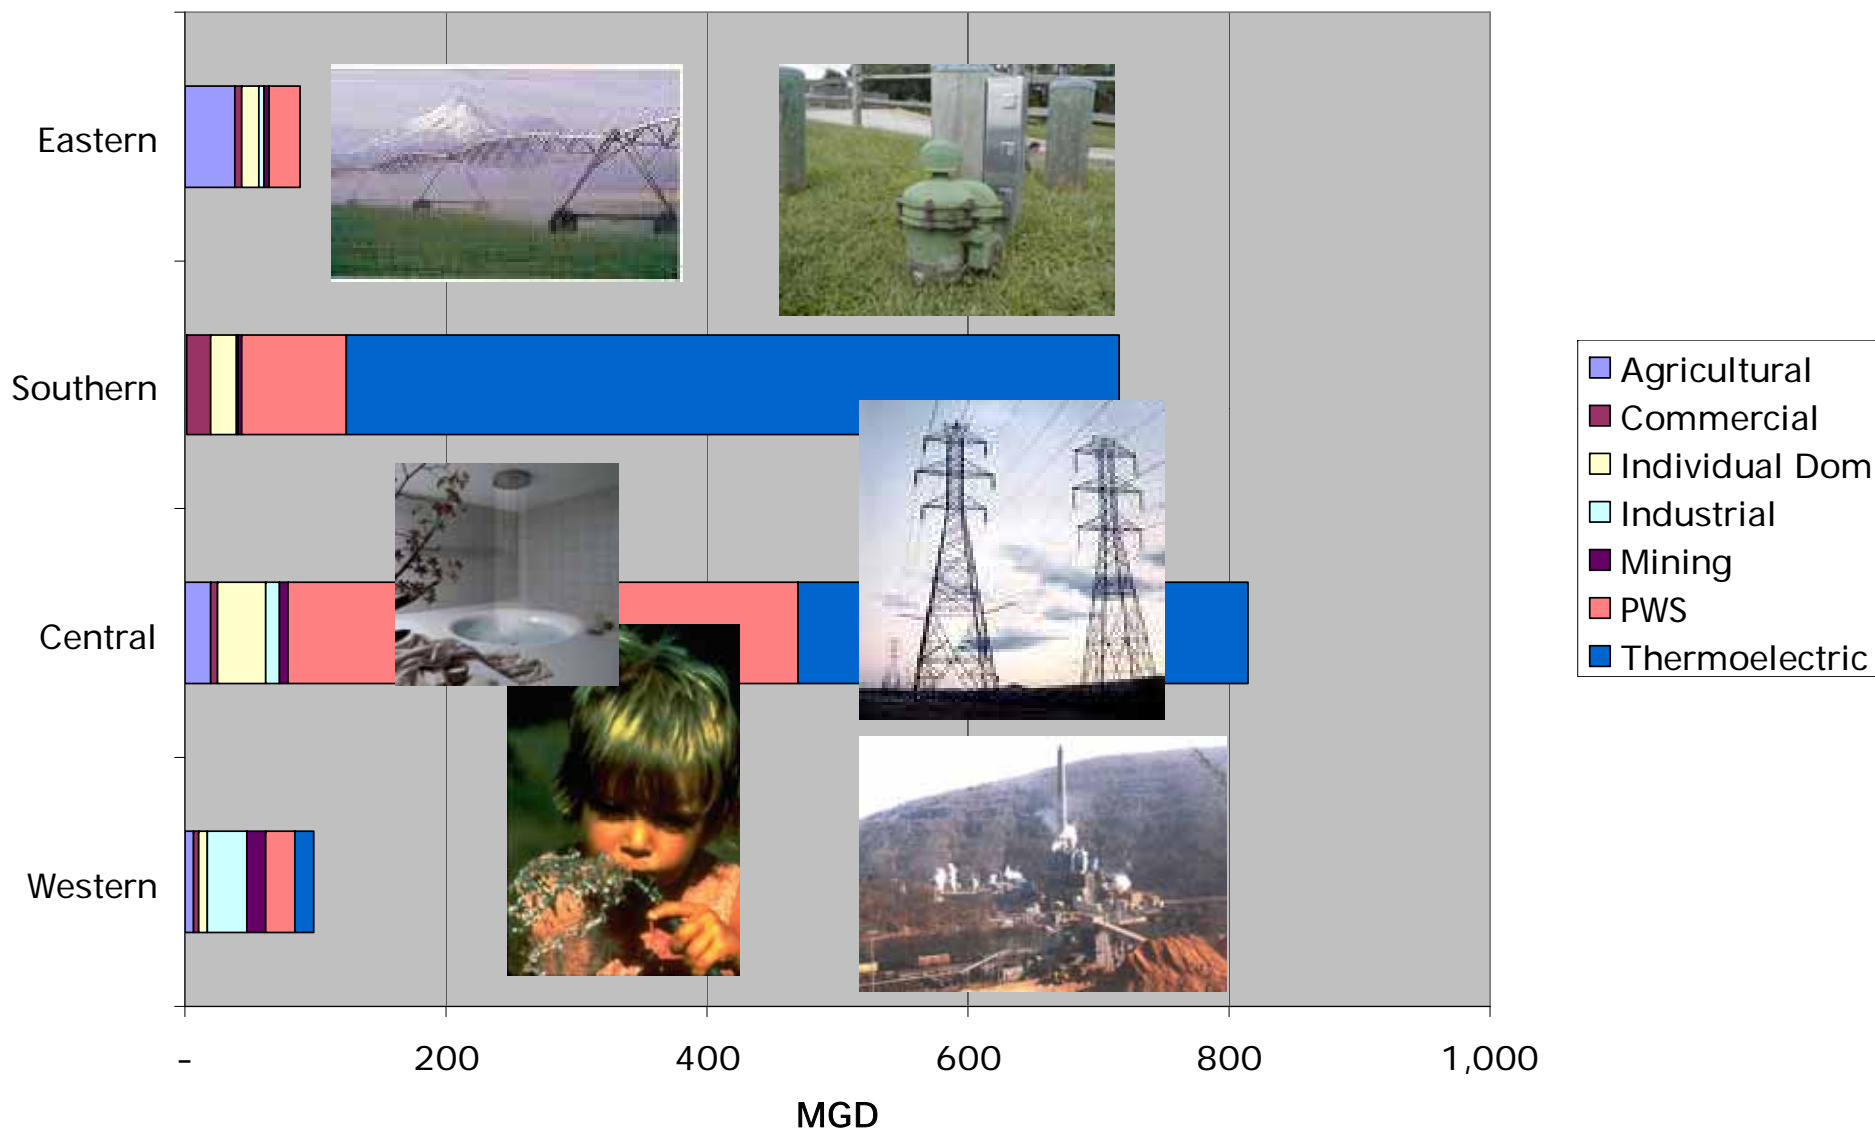 Eastern
Southern
Central
Western
-
200
400
600
800
1,000
MGD
Agricultural
Commercial
Individual Dom
Industrial
Mining
PWS
Thermoelectric